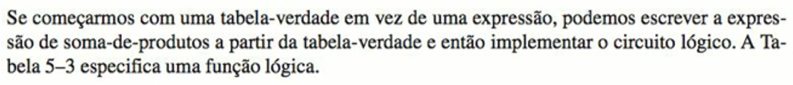 Se começarmos com uma tabela-verdade em vez de uma expressão, podemos escrever a expres-
são de soma-de-produtos a partir da tabela-verdade e então implementar o circuito lógico. A Ta-
bela 5–3 especifica uma função lógica.